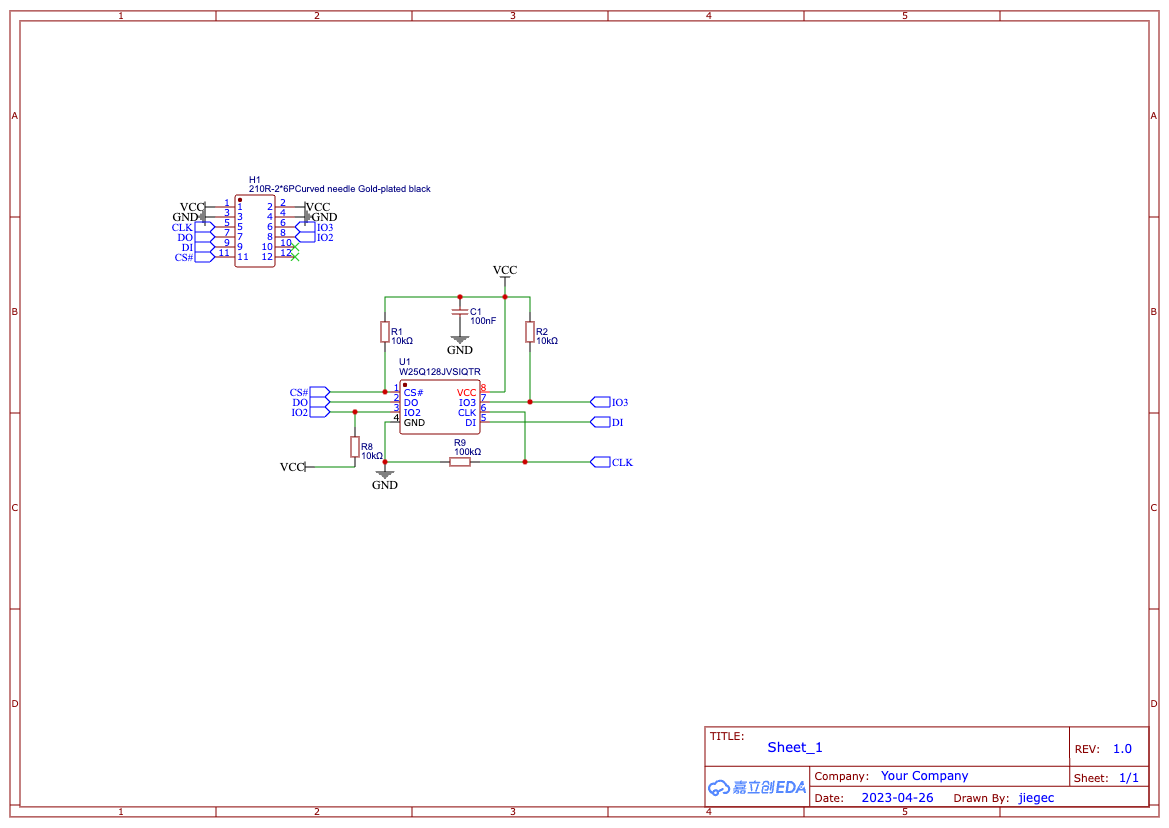 1 2 3 4 5
A A
H1
210R-2*6PCurved needle Gold-plated black
VCC 1 1 2 2 VCC
GND 3 3 4 4 GND
CLK 5 5 6 6 IO3
DO 7 7 8 8 IO2
DI 9 9 10 10
CS# 11 11 12 12
VCC
B B
C1
100nF
R1
10kΩ
R2
10kΩ
GND
U1
W25Q128JVSIQTR
CS# 1 CS# VCC 8
DO 2 DO IO3 7 IO3
IO2 3 IO2 CLK 6
4 GND DI 5 DI
R8
10kΩ
R9
100kΩ
VCC
CLK
GND
C C
D D
TITLE:
Sheet_1
REV: 1.0
嘉立创EDA
Company: Your Company
Sheet: 1/1
Date: 2023-04-26 Drawn By: jiegec
1 2 3 4 5